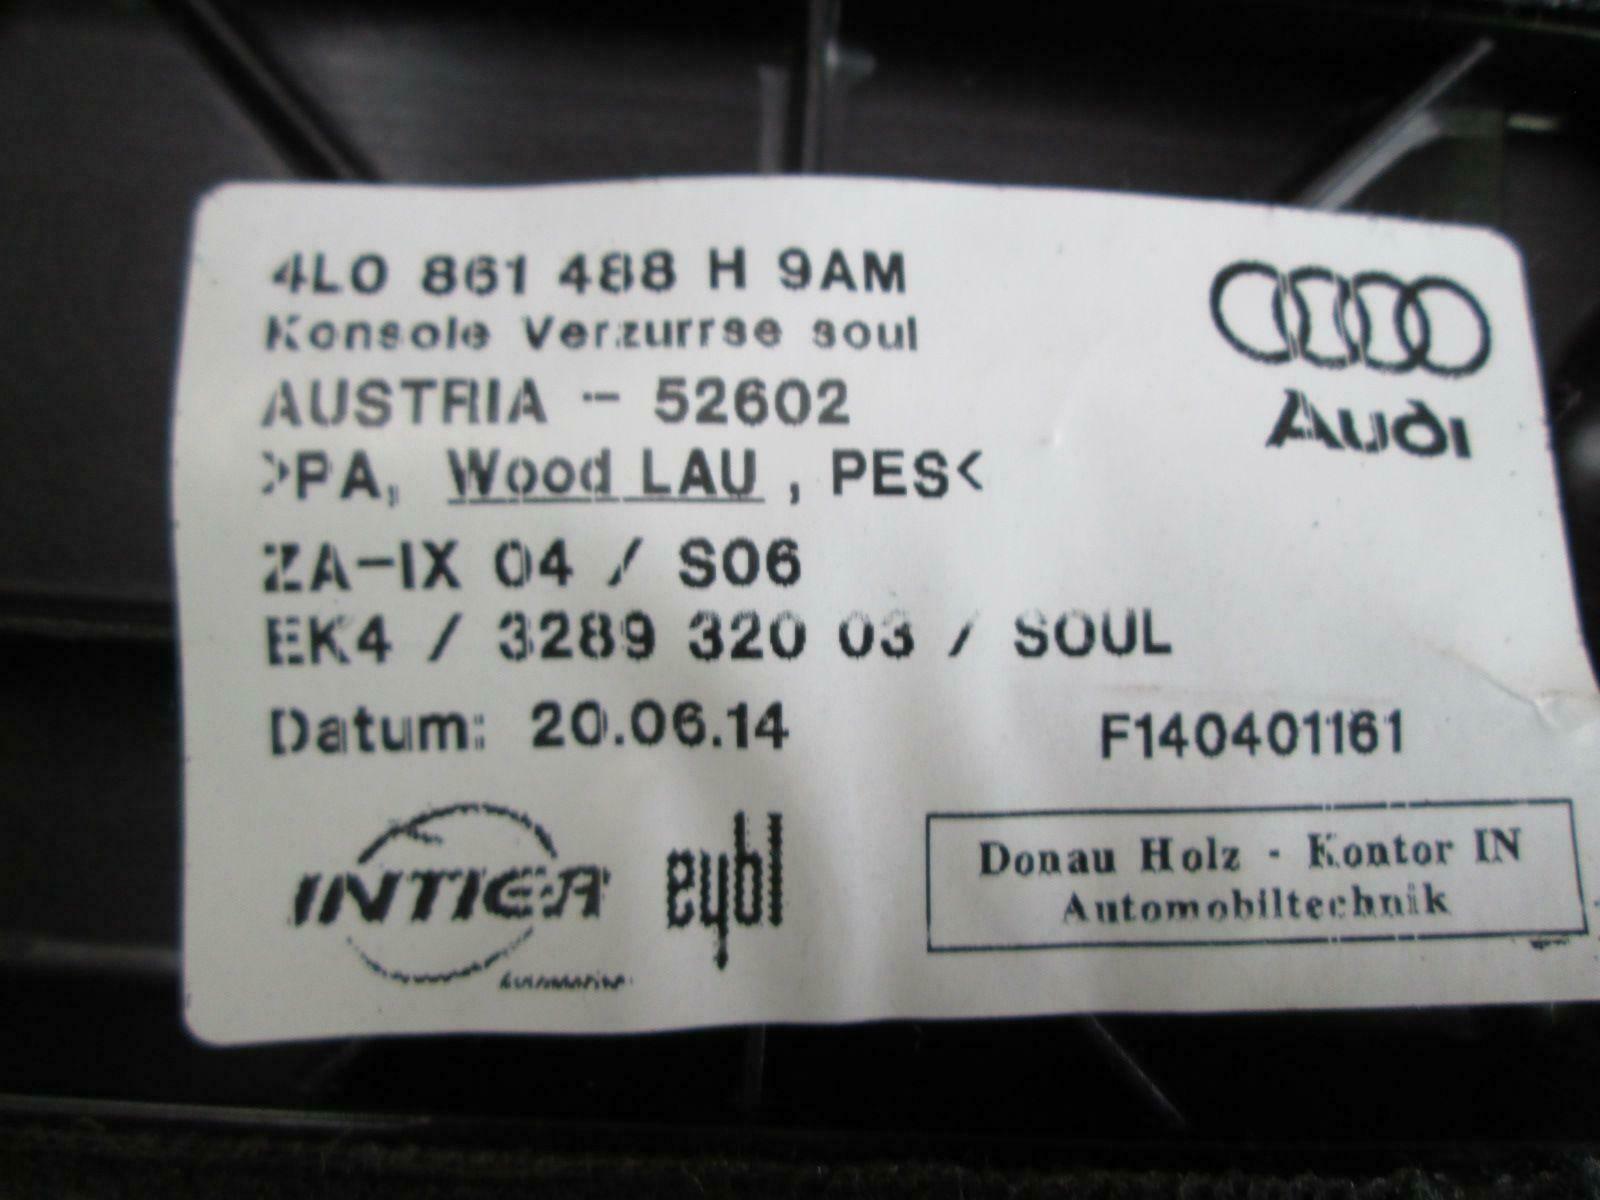 4L0 861 488 H 9AM
Konsole Verzurrse soul
AUSTRIA - 52602
>PA, Wood LAU , PES<
ZA-IX 04 / S06
EK4 / 3289 320 03 / SOUL
Datum: 20.06.14
F140401161
Audi
INTIER
Automotive
eybl
Donau Holz - Kontor IN
Automobiltechnik